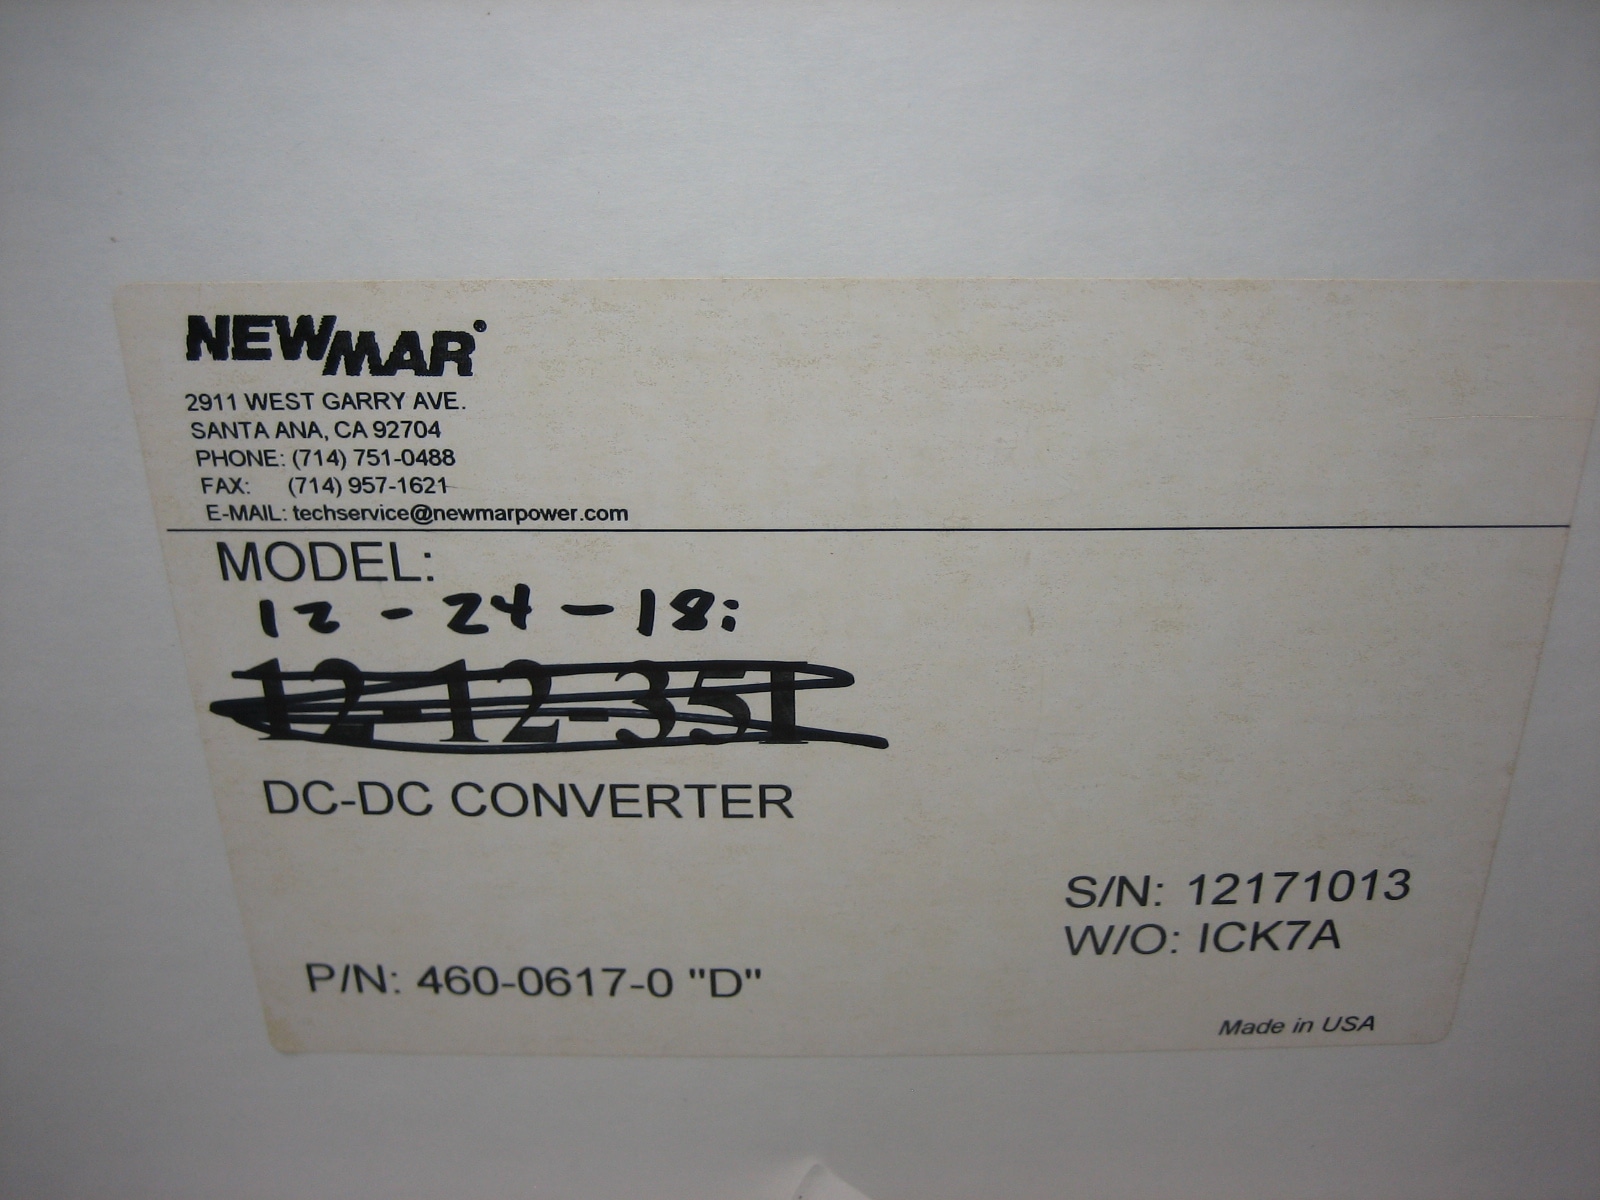 NEWMAR®
2911 WEST GARRY AVE.
SANTA ANA, CA 92704
PHONE: (714) 751-0488
FAX: (714) 957-1621
E-MAIL: techservice@newmarpower.com
MODEL:
12-24-18i
12-12-35I
DC-DC CONVERTER
S/N: 12171013
W/O: ICK7A
P/N: 460-0617-0 "D"
Made in USA